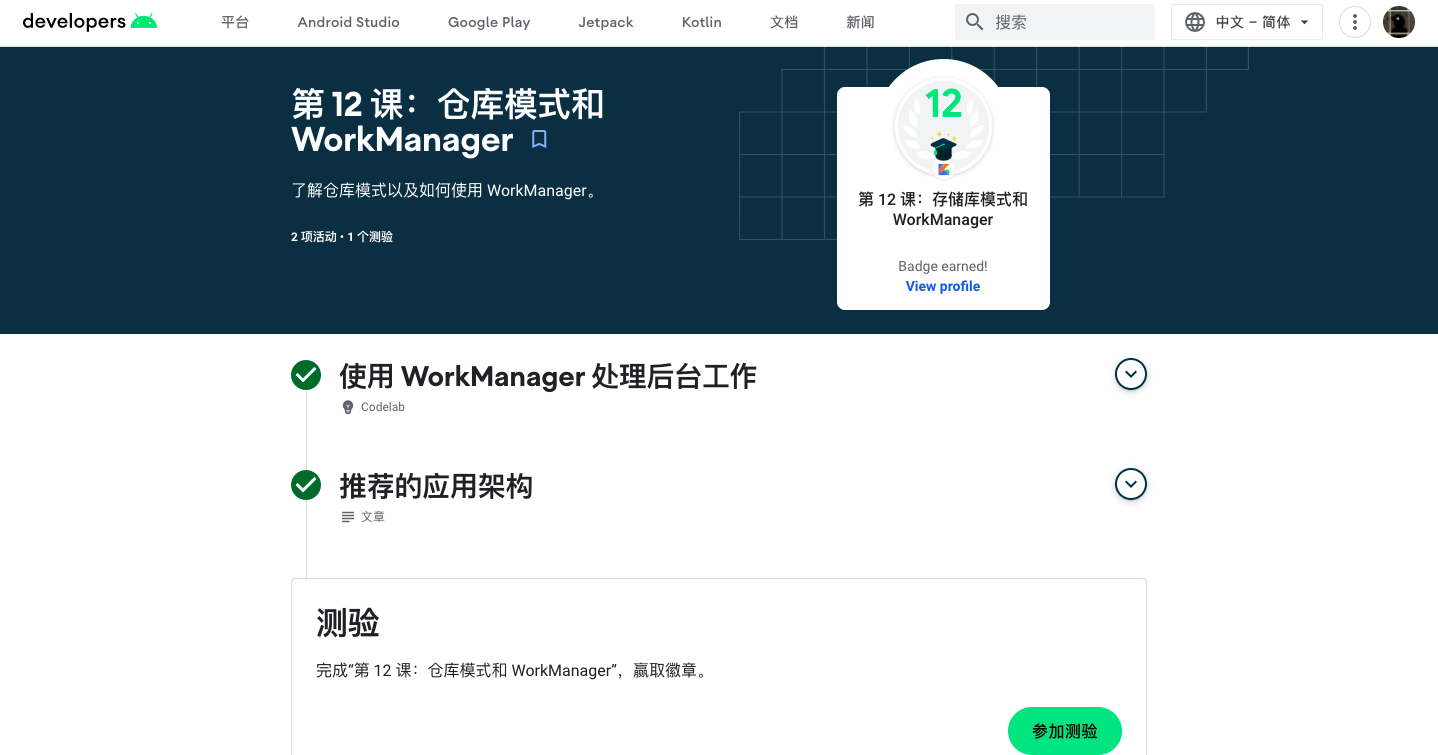 developers
平台
Android Studio
Google Play
Jetpack
Kotlin
文档
新闻
搜索
中文 – 简体
第 12 课：仓库模式和
WorkManager
了解仓库模式以及如何使用 WorkManager。
2 项活动 • 1 个测验
12
第 12 课：存储库模式和
WorkManager
Badge earned!
View profile
使用 WorkManager 处理后台工作
Codelab
推荐的应用架构
文章
测验
完成“第 12 课：仓库模式和 WorkManager”，赢取徽章。
参加测验